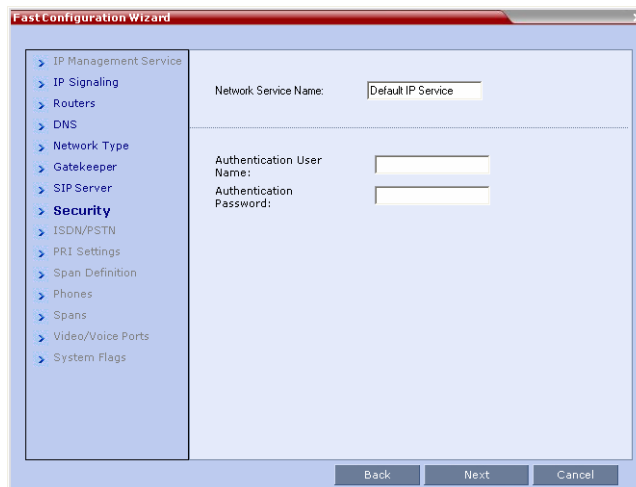 Fast Configuration Wizard
IP Management Service
IP Signaling
Routers
DNS
Network Type
Gatekeeper
SIP Server
Security
ISDN/PSTN
PRI Settings
Span Definition
Phones
Spans
Video/Voice Ports
System Flags
Network Service Name: Default IP Service
Authentication User
Name:
Authentication
Password:
Back Next Cancel